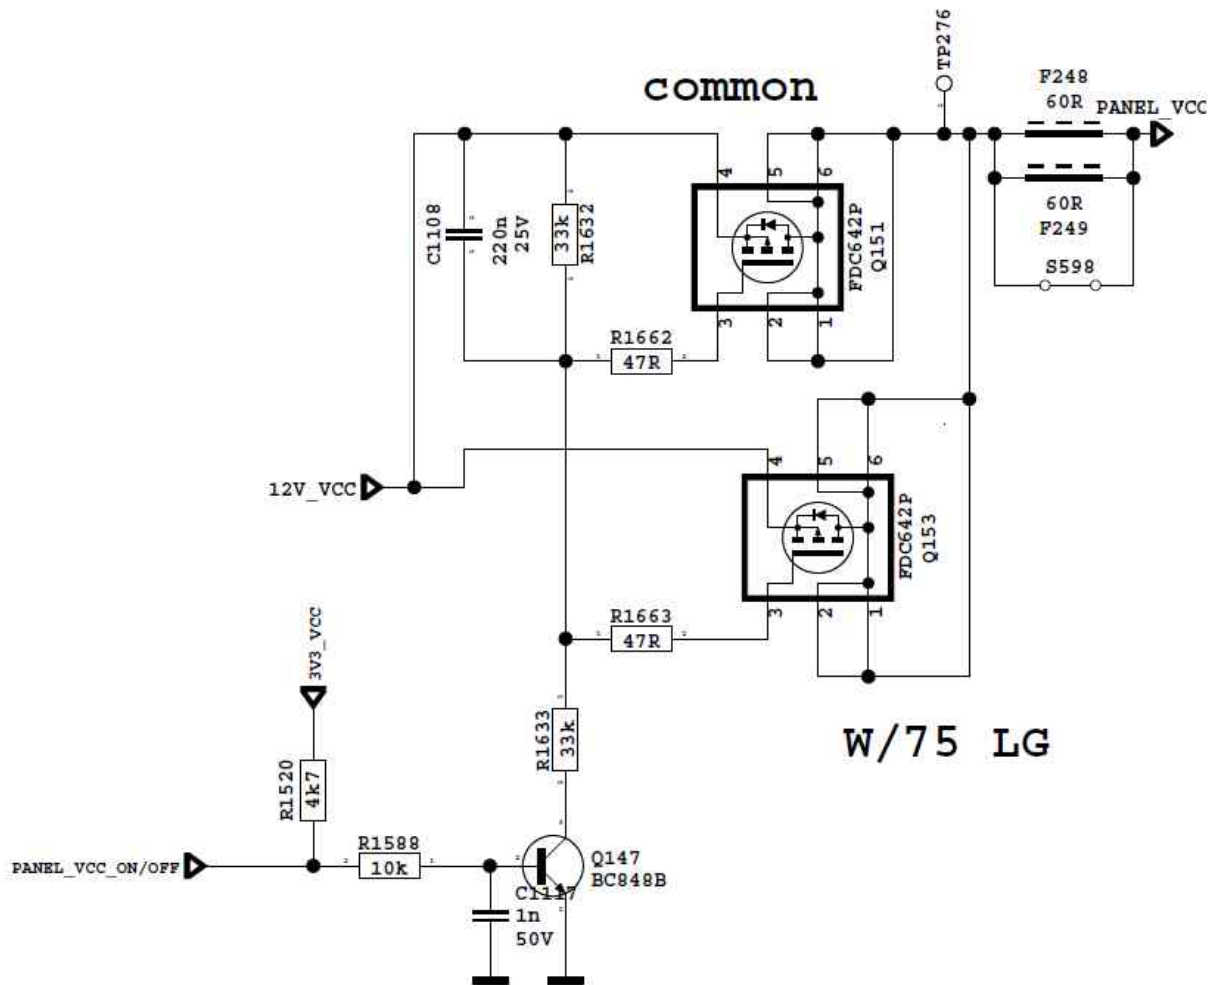 TP276
common
F248
60R
PANEL_VCC
4
5
6
C1108
220n
25V
33k
R1632
FDC642P
Q151
60R
F249
S598
3
2
1
R1662
47R
12V_VCC
4
5
6
FDC642P
Q153
3
2
1
R1663
47R
3V3_VCC
R1633
33k
W/75 LG
R1520
4k7
R1588
10k
PANEL_VCC_ON/OFF
Q147
BC848B
C1117
1n
50V